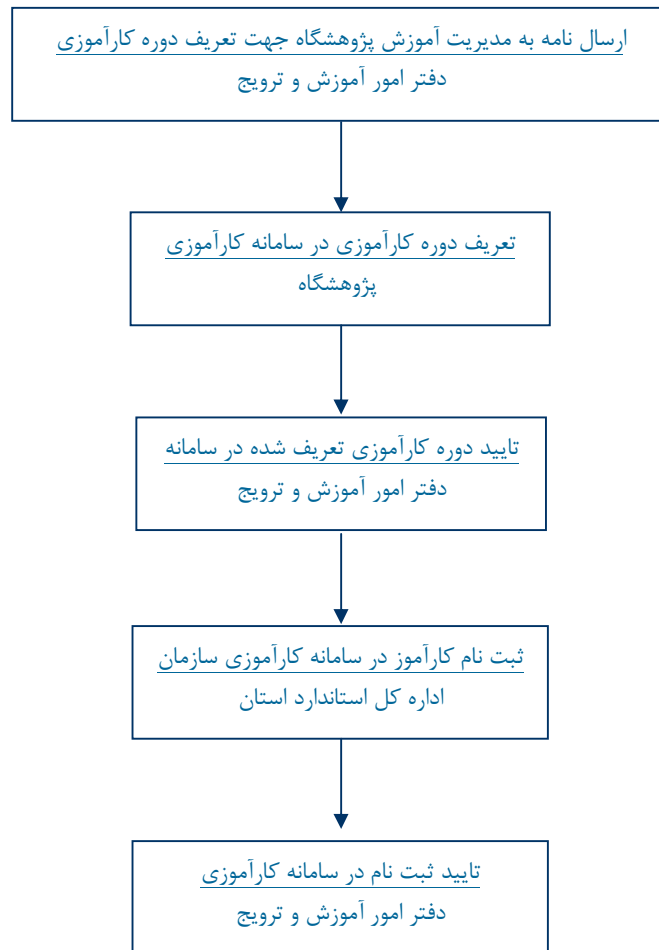 ارسال نامه به مدیریت آموزش پژوهشگاه جهت تعریف دوره کارآموزی
دفتر امور آموزش و ترویج
تعریف دوره کارآموزی در سامانه کارآموزی
پژوهشگاه
تایید دوره کارآموزی تعریف شده در سامانه
دفتر امور آموزش و ترویج
ثبت نام کارآموز در سامانه کارآموزی سازمان
اداره کل استاندارد استان
تایید ثبت نام در سامانه کارآموزی
دفتر امور آموزش و ترویج